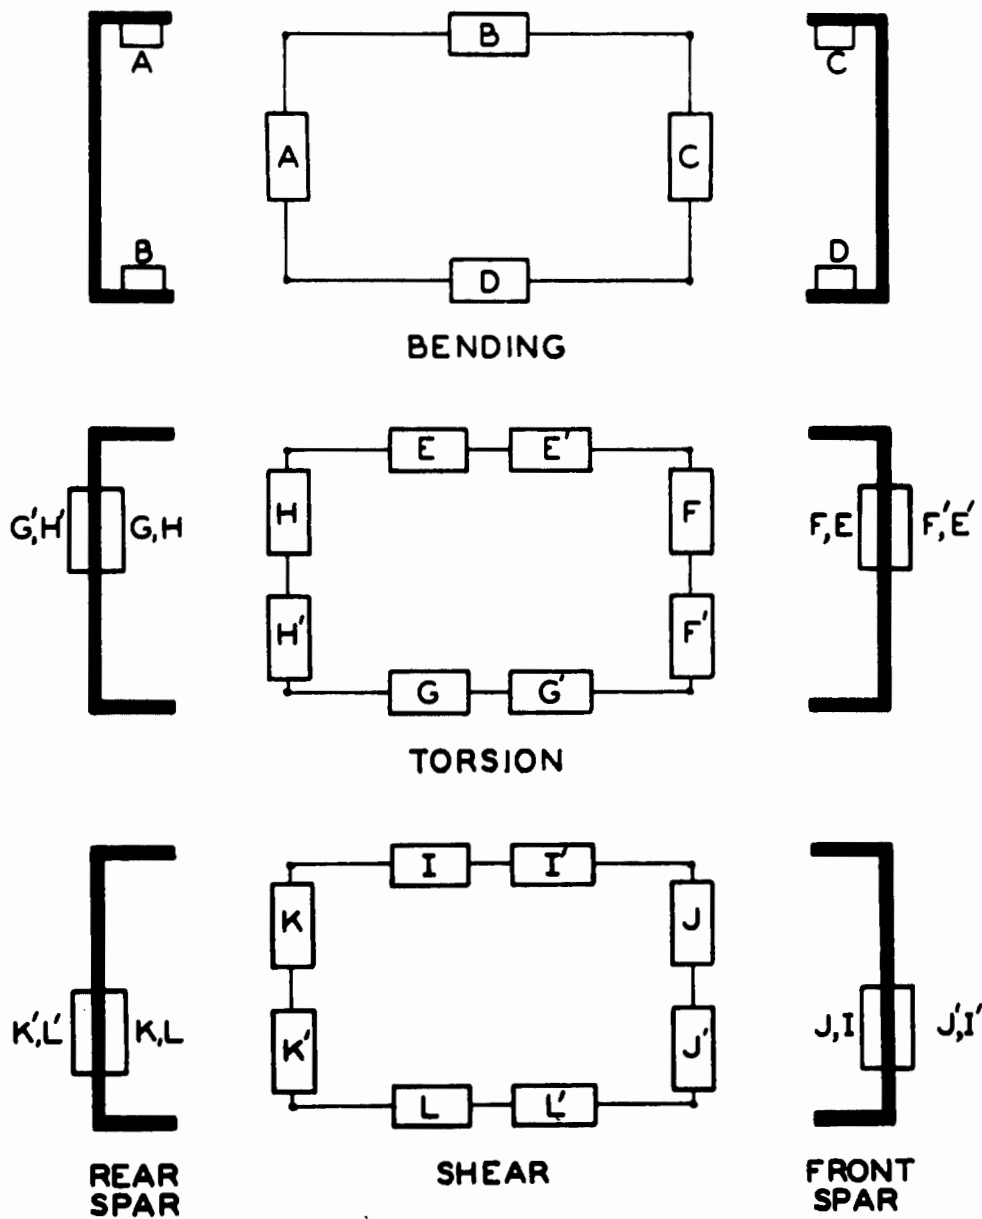 B
A
C
A
C
B
D
D
BENDING
E E'
G',H' G,H
H
F
F,E F',E'
H'
F'
G G'
TORSION
I I'
K
J
K',L' K,L
K'
J'
J,I J',I'
L L'
REAR
SPAR
SHEAR
FRONT
SPAR